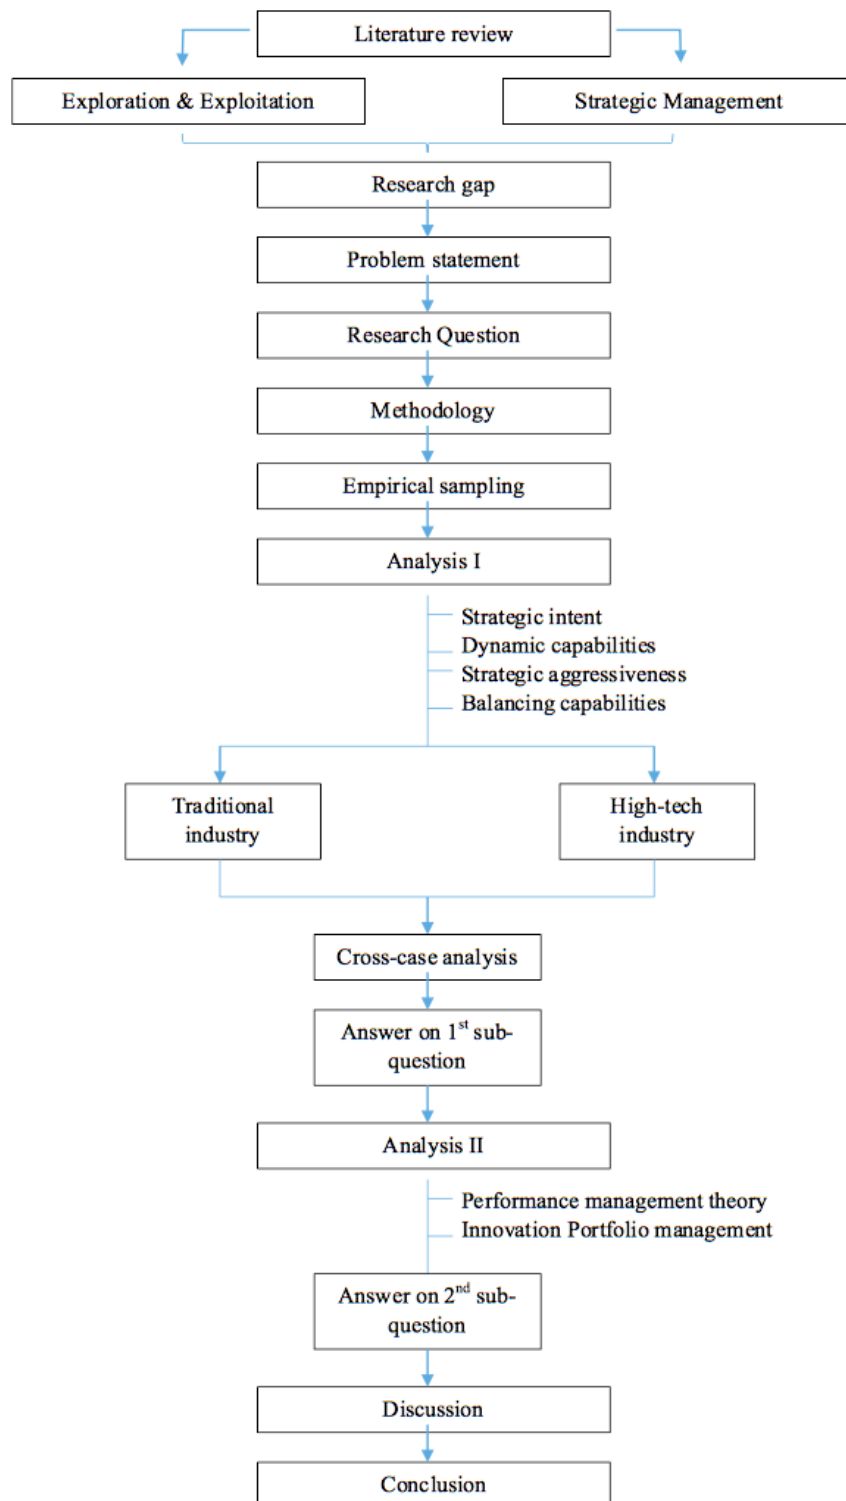 Literature review
Exploration & Exploitation
Strategic Management
Research gap
Problem statement
Research Question
Methodology
Empirical sampling
Analysis I
Strategic intent
Dynamic capabilities
Strategic aggressiveness
Balancing capabilities
Traditional
industry
High-tech
industry
Cross-case analysis
Answer on 1st sub-
question
Analysis II
Performance management theory
Innovation Portfolio management
Answer on 2nd sub-
question
Discussion
Conclusion